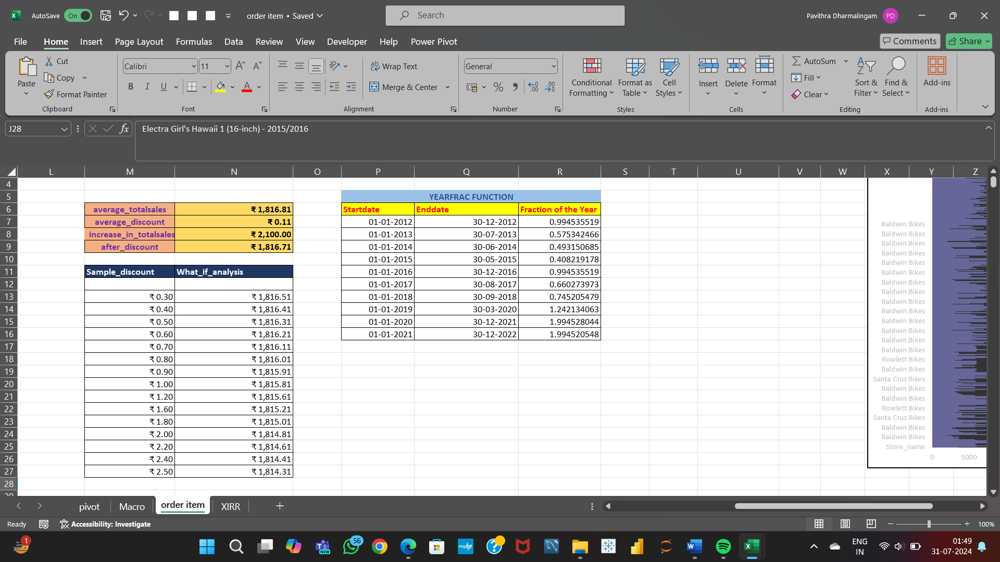 AutoSave On order item • Saved Search Pavithra Dharmalingam PD
File Home Insert Page Layout Formulas Data Review View Developer Help Power Pivot Comments Share
Paste Cut Copy Format Painter Clipboard
Calibri 11 B I U A Font
Wrap Text Merge & Center Alignment
General % Number
Conditional Formatting Format as Table Cell Styles Styles
Insert Delete Format Cells
AutoSum Fill Clear Sort & Filter Find & Select Editing
Add-ins Add-ins
J28 fx Electra Girl's Hawaii 1 (16-inch) - 2015/2016
L M N O P Q R S T U V W X Y Z
4
5 YEARFRAC FUNCTION
6 average_totalsales ₹ 1,816.81 Startdate Enddate Fraction of the Year
7 average_discount ₹ 0.11 01-01-2012 30-12-2012 0.994535519
8 increase_in_totalsales ₹ 2,100.00 01-01-2013 30-07-2013 0.575342466
9 after_discount ₹ 1,816.71 01-01-2014 30-06-2014 0.493150685
10 01-01-2015 30-05-2015 0.408219178
11 Sample_discount What_if_analysis 01-01-2016 30-12-2016 0.994535519
12 01-01-2017 30-08-2017 0.660273973
13 ₹ 0.30 ₹ 1,816.51 01-01-2018 30-09-2018 0.745205479
14 ₹ 0.40 ₹ 1,816.41 01-01-2019 30-03-2020 1.242134063
15 ₹ 0.50 ₹ 1,816.31 01-01-2020 30-12-2021 1.994528044
16 ₹ 0.60 ₹ 1,816.21 01-01-2021 30-12-2022 1.994520548
17 ₹ 0.70 ₹ 1,816.11
18 ₹ 0.80 ₹ 1,816.01
19 ₹ 0.90 ₹ 1,815.91
20 ₹ 1.00 ₹ 1,815.81
21 ₹ 1.20 ₹ 1,815.61
22 ₹ 1.60 ₹ 1,815.21
23 ₹ 1.80 ₹ 1,815.01
24 ₹ 2.00 ₹ 1,814.81
25 ₹ 2.20 ₹ 1,814.61
26 ₹ 2.40 ₹ 1,814.41
27 ₹ 2.50 ₹ 1,814.31
28
Baldwin Bikes
Baldwin Bikes
Baldwin Bikes
Baldwin Bikes
Baldwin Bikes
Baldwin Bikes
Baldwin Bikes
Baldwin Bikes
Baldwin Bikes
Baldwin Bikes
Baldwin Bikes
Baldwin Bikes
Baldwin Bikes
Baldwin Bikes
Rowlett Bikes
Baldwin Bikes
Santa Cruz Bikes
Baldwin Bikes
Baldwin Bikes
Rowlett Bikes
Santa Cruz Bikes
Baldwin Bikes
Baldwin Bikes
Store_name
0 5000
pivot Macro order item XIRR
Ready Accessibility: Investigate 100%
1 NEW 56 myhp ENG IN 01:49 31-07-2024